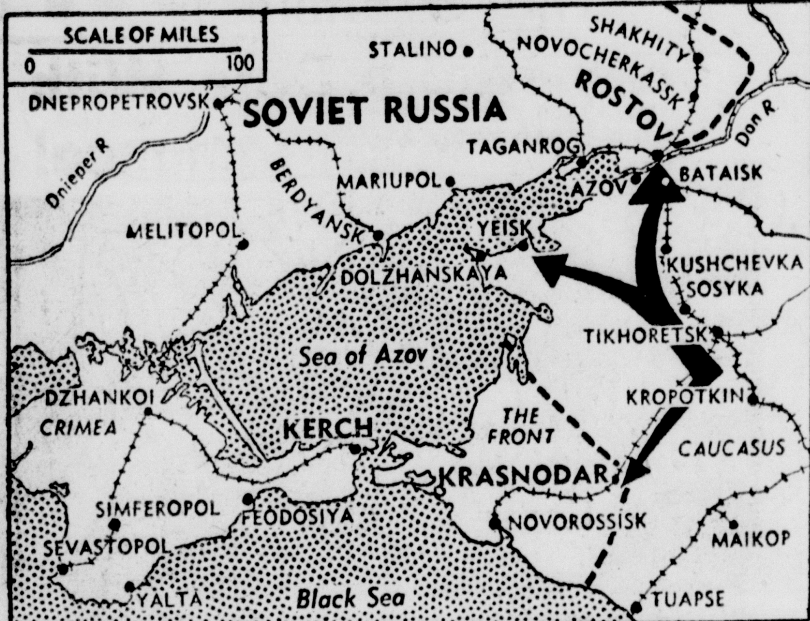 SCALE OF MILES
0 100
STALINO
SHAKHITY
NOVOCHERKASSK
ROSTOV
DNEPROPETROVSK
SOVIET RUSSIA
Don R.
TAGANROG
Dnieper R
BERDYANSK
MARIUPOL
AZOV
BATAISK
MELITOPOL
YEISK
DOLZHANSKAYA
KUSHCHEVKA
SOSYKA
Sea of Azov
TIKHORETSK
DZHANKOI
CRIMEA
KERCH
THE
FRONT
KROPOTKIN
CAUCASUS
KRASNODAR
SIMFEROPOL
FEODOSIYA
NOVOROSSISK
MAIKOP
SEVASTOPOL
YALTA
Black Sea
TUAPSE